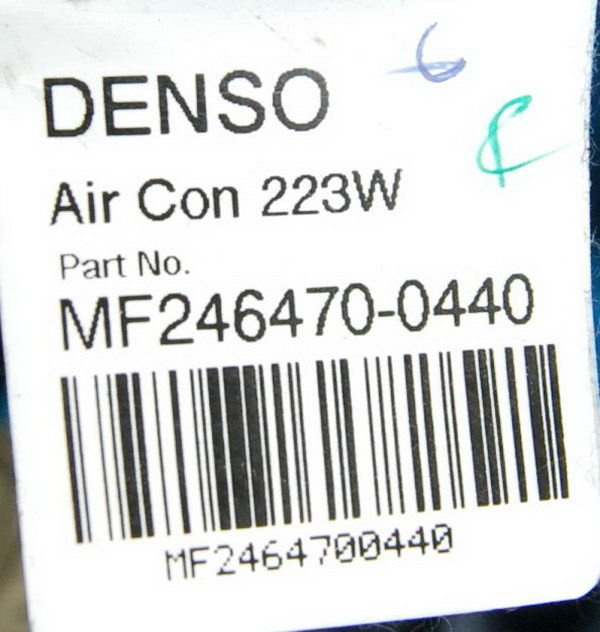 DENSO
Air Con 223W
Part No.
MF246470-0440
MF2464700440